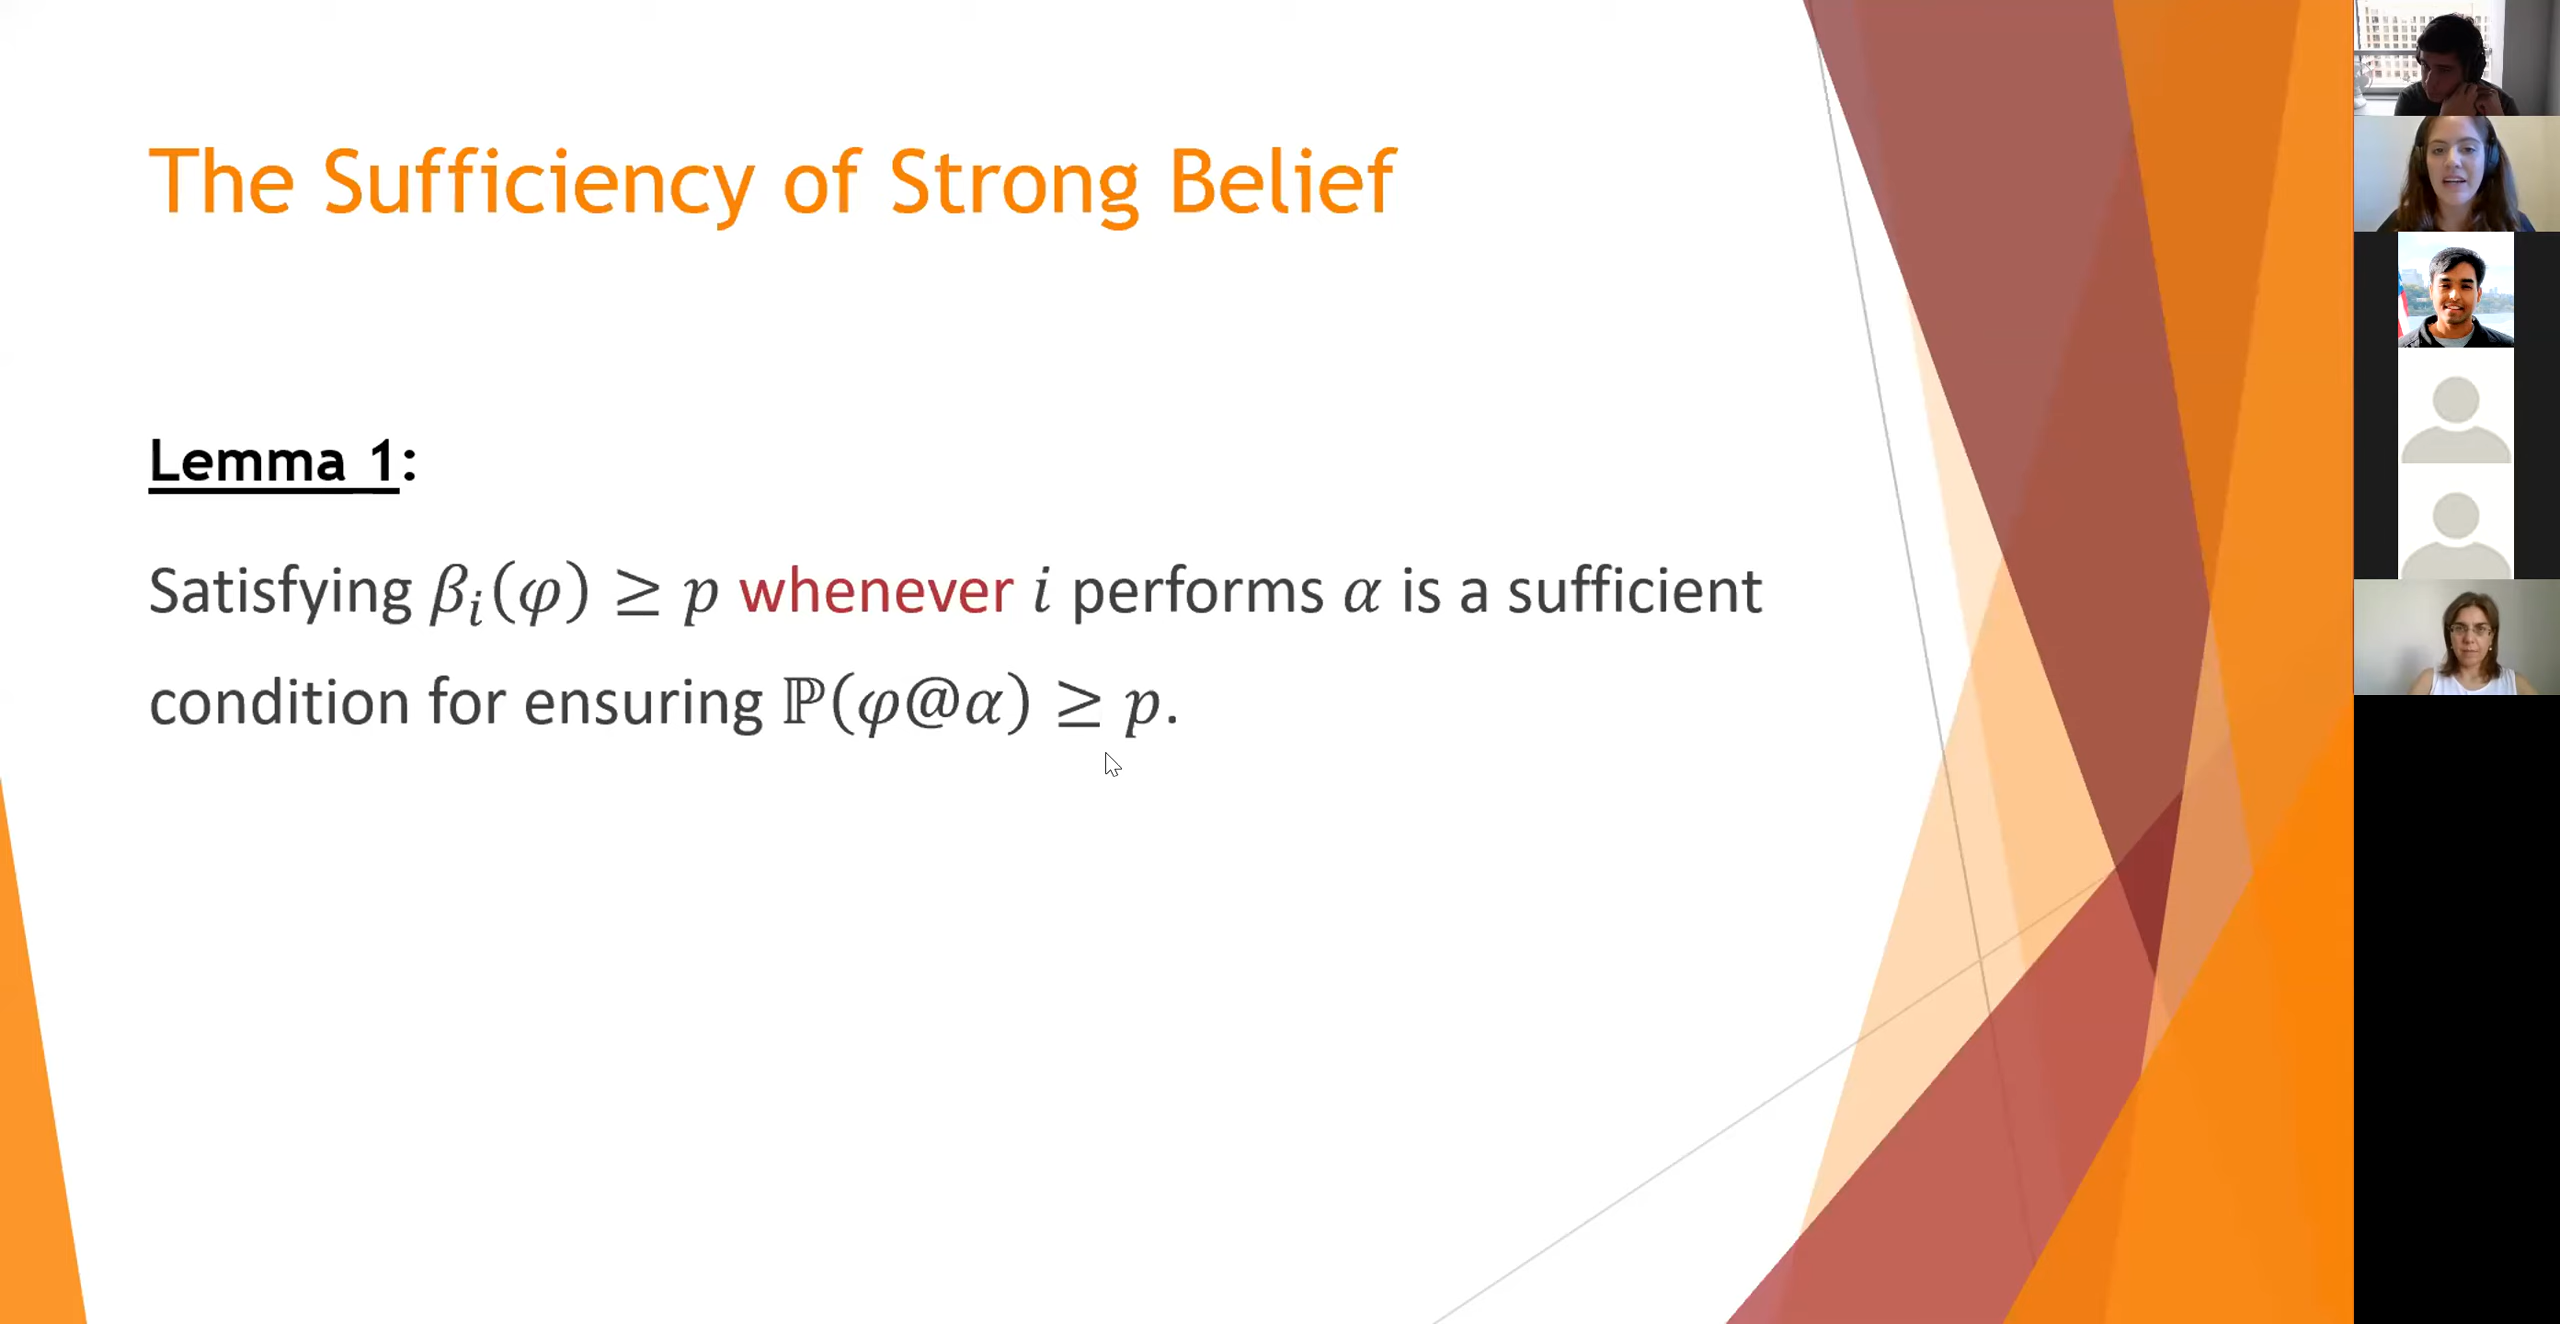 The Sufficiency of Strong Belief
Lemma 1:
Satisfying 𝛽ᵢ(𝜑) ≥ 𝑝 whenever 𝑖 performs 𝛼 is a sufficient
condition for ensuring ℙ(𝜑@𝛼) ≥ 𝑝.